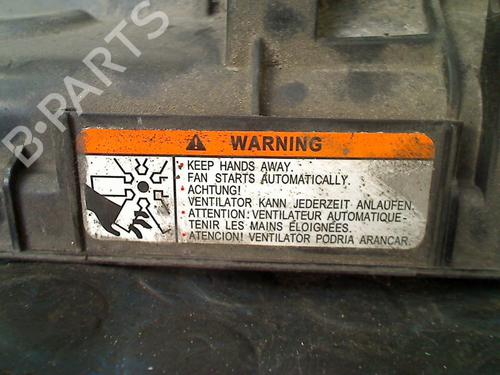 B-PARTS
WARNING
• KEEP HANDS AWAY.
FAN STARTS AUTOMATICALLY.
• ACHTUNG!
VENTILATOR KANN JEDERZEIT ANLAUFEN.
• ATTENTION: VENTILATEUR AUTOMATIQUE-
TENIR LES MAINS ÉLOIGNÉES.
• ATENCION! VENTILATOR PODRIA ARANCAR.